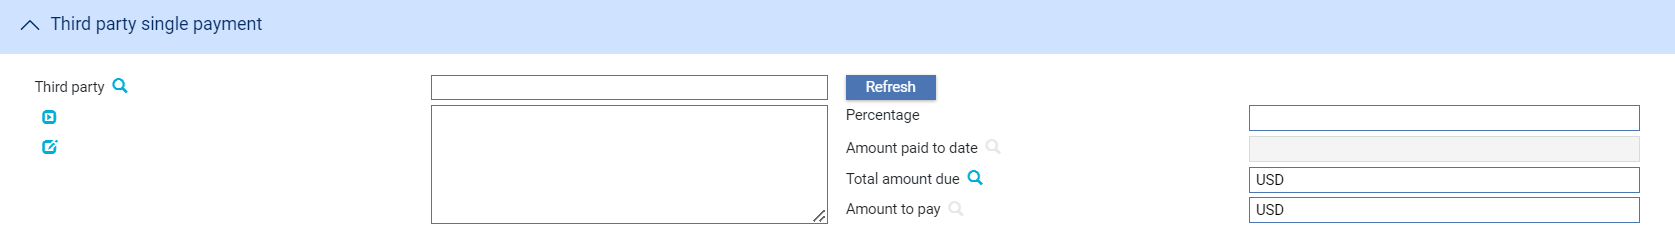 Third party single payment
Third party
Refresh
Percentage
Amount paid to date
Total amount due
USD
Amount to pay
USD